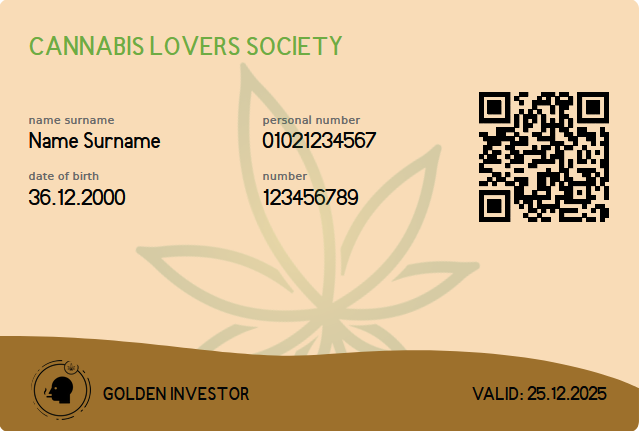 CANNABIS LOVERS SOCIETY
name surname
Name Surname
personal number
01021234567
date of birth
36.12.2000
number
123456789
GOLDEN INVESTOR
VALID: 25.12.2025